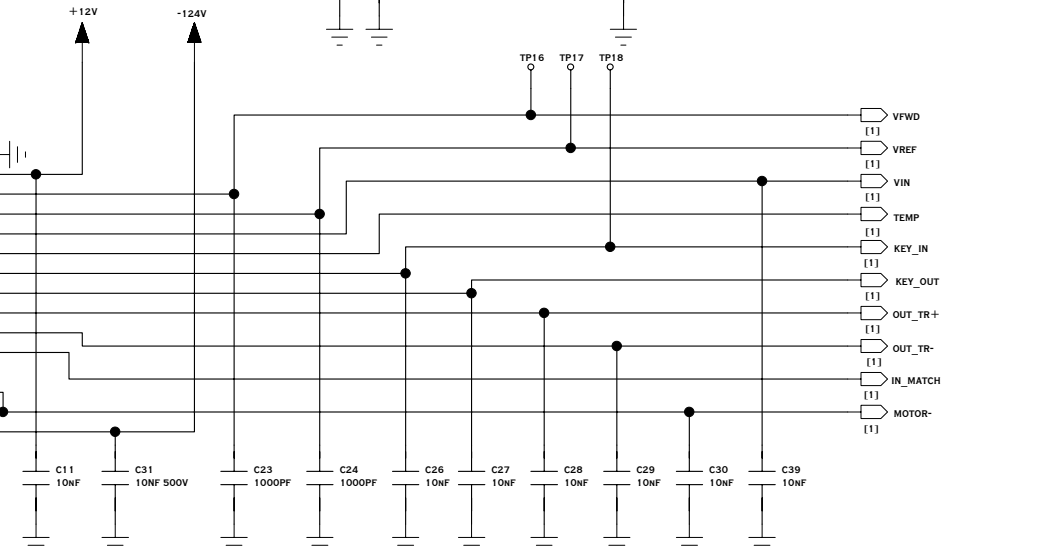 +12V
-124V
TP16 TP17 TP18
VFWD
[1]
VREF
[1]
VIN
[1]
TEMP
[1]
KEY_IN
[1]
KEY_OUT
[1]
OUT_TR+
[1]
OUT_TR-
[1]
IN_MATCH
[1]
MOTOR-
[1]
C11
10NF
C31
10NF 500V
C23
1000PF
C24
1000PF
C26
10NF
C27
10NF
C28
10NF
C29
10NF
C30
10NF
C39
10NF